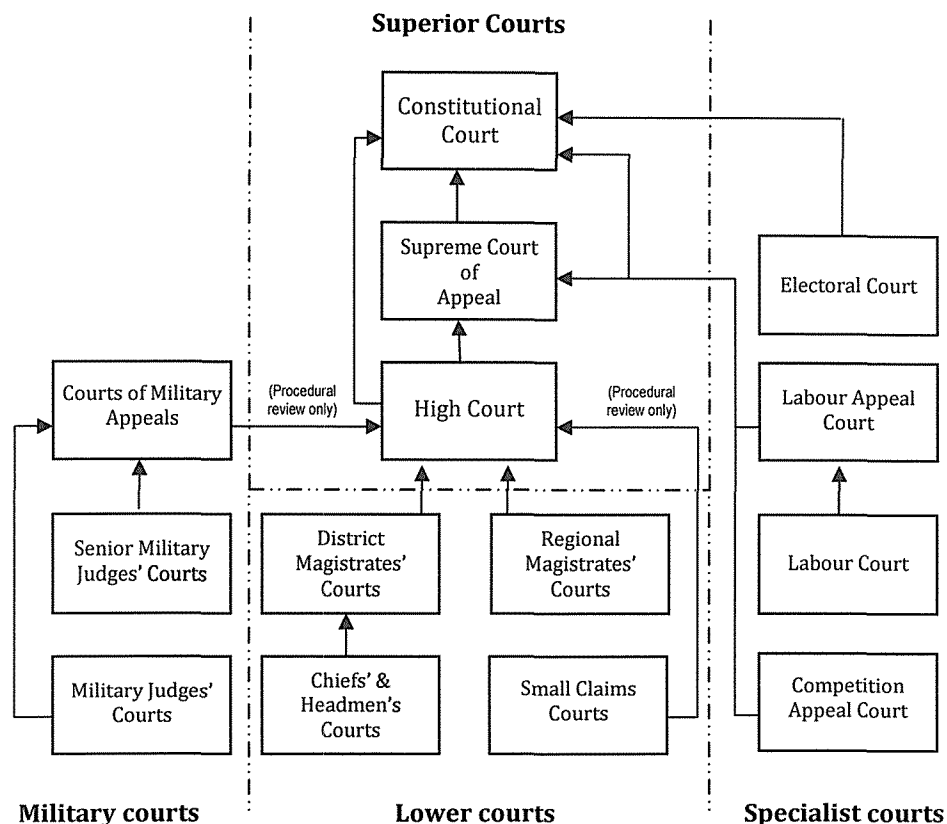 Superior Courts
Constitutional
Court
Supreme Court
of
Appeal
Electoral Court
Courts of Military
Appeals
(Procedural
review only)
High Court
(Procedural
review only)
Labour Appeal
Court
Senior Military
Judges' Courts
District
Magistrates'
Courts
Regional
Magistrates'
Courts
Labour Court
Military Judges'
Courts
Chiefs' &
Headmen's
Courts
Small Claims
Courts
Competition
Appeal Court
Military courts
Lower courts
Specialist courts